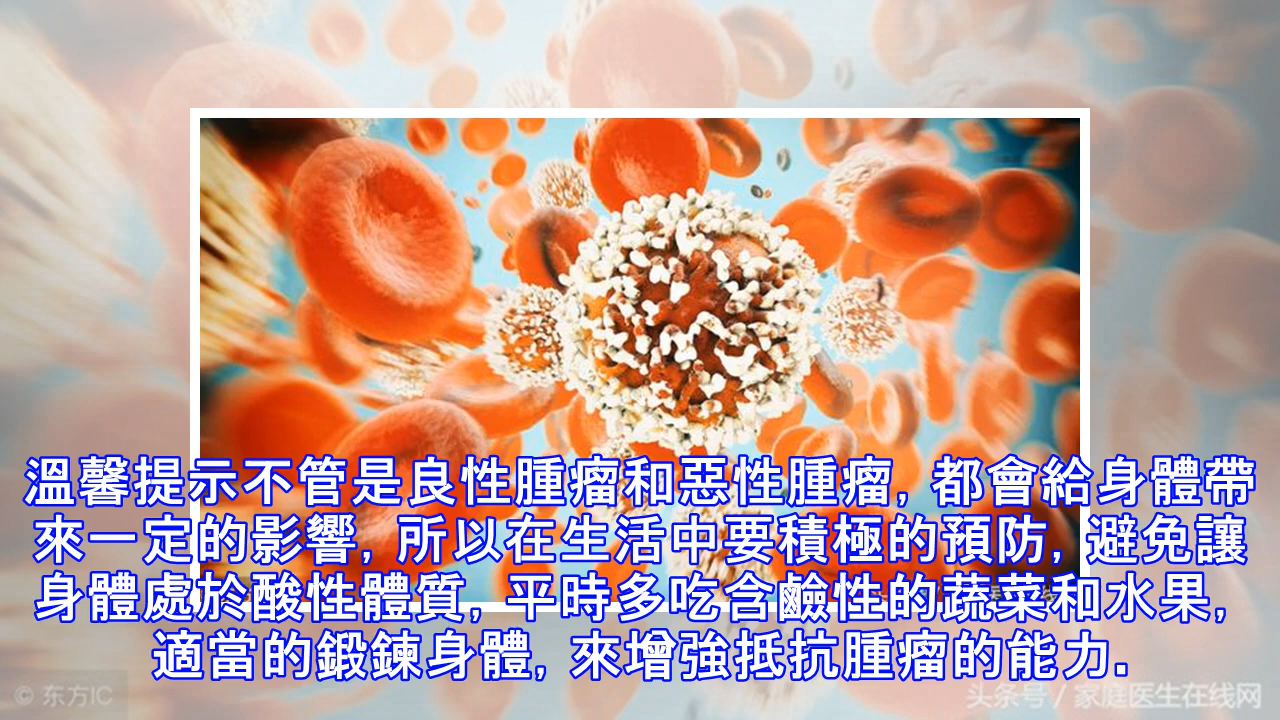 溫馨提示不管是良性腫瘤和惡性腫瘤, 都會給身體帶
來一定的影響, 所以在生活中要積極的預防, 避免讓
身體處於酸性體質, 平時多吃含鹼性的蔬菜和水果,
適當的鍛鍊身體, 來增強抵抗腫瘤的能力.
© 东方IC
头条号 / 家庭医生在线网